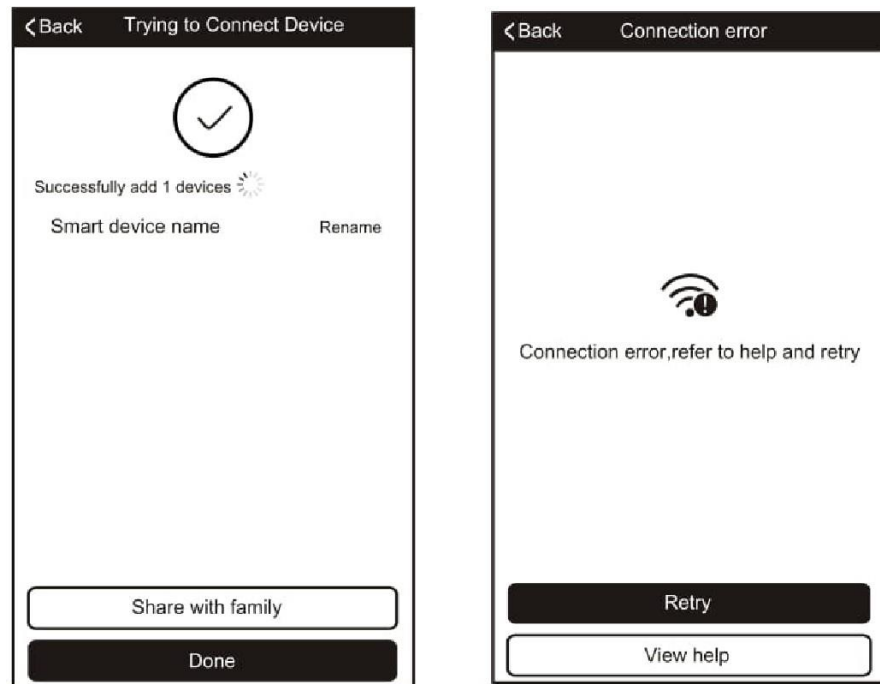 Back Trying to Connect Device
Successfully add 1 devices
Smart device name Rename
Share with family
Done
Back Connection error
Connection error,refer to help and retry
Retry
View help